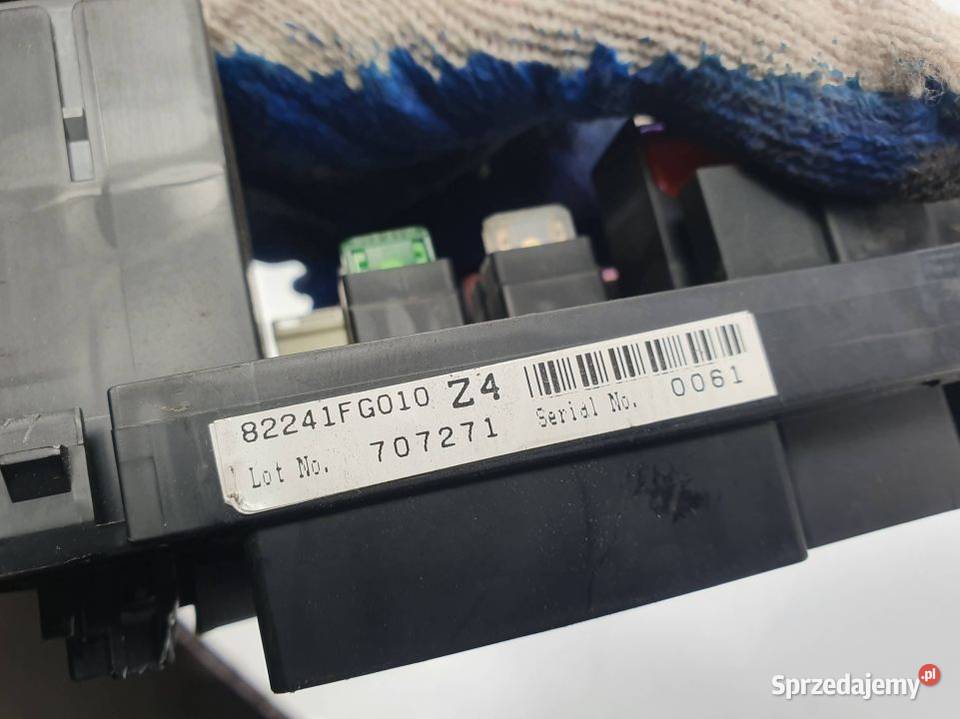 82241FG010 Z4
Lot No. 707271 Serial No. 0061
Sprzedajemy.pl